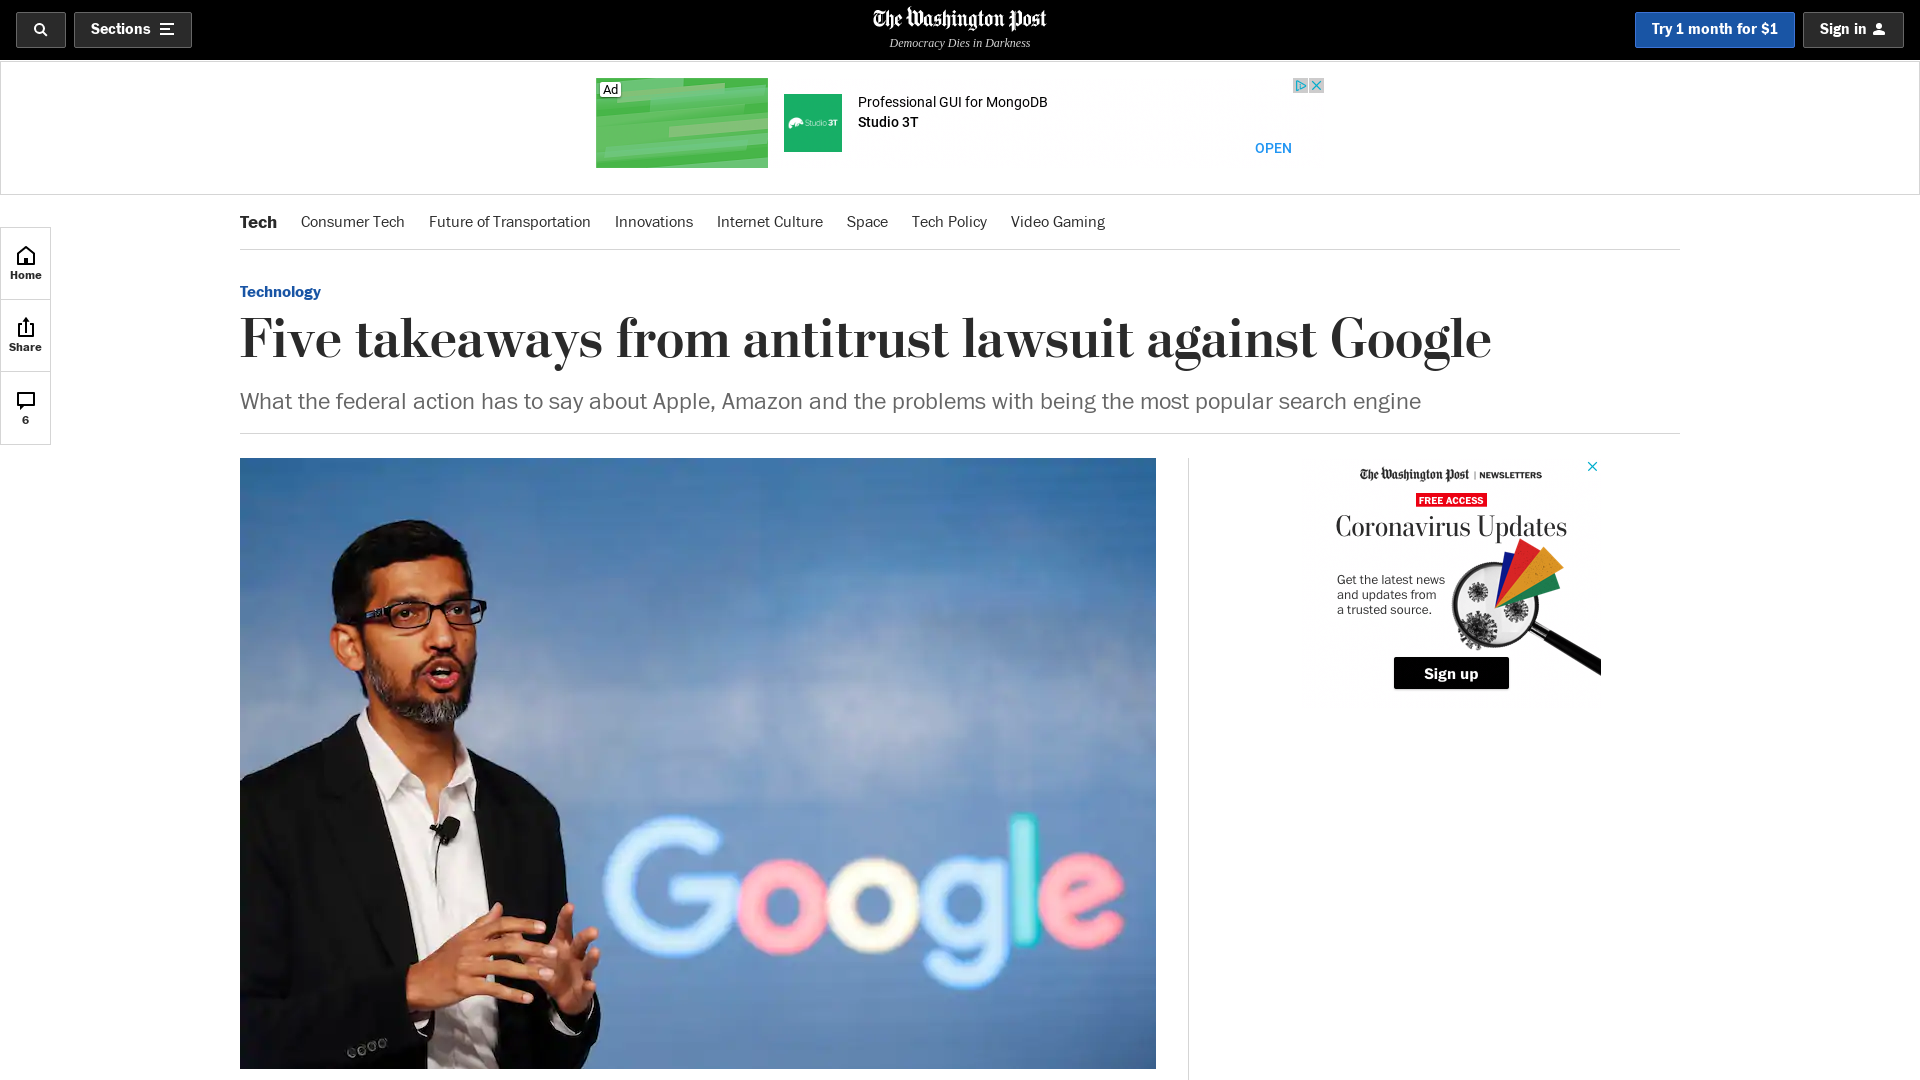 Sections
The Washington Post
Democracy Dies in Darkness
Try 1 month for $1
Sign in
Ad
Studio 3T
Professional GUI for MongoDB
Studio 3T
OPEN
Tech
Consumer Tech
Future of Transportation
Innovations
Internet Culture
Space
Tech Policy
Video Gaming
Home
Share
6
Technology
Five takeaways from antitrust lawsuit against Google
What the federal action has to say about Apple, Amazon and the problems with being the most popular search engine
Google
The Washington Post | NEWSLETTERS
FREE ACCESS
Coronavirus Updates
Get the latest news
and updates from
a trusted source.
Sign up